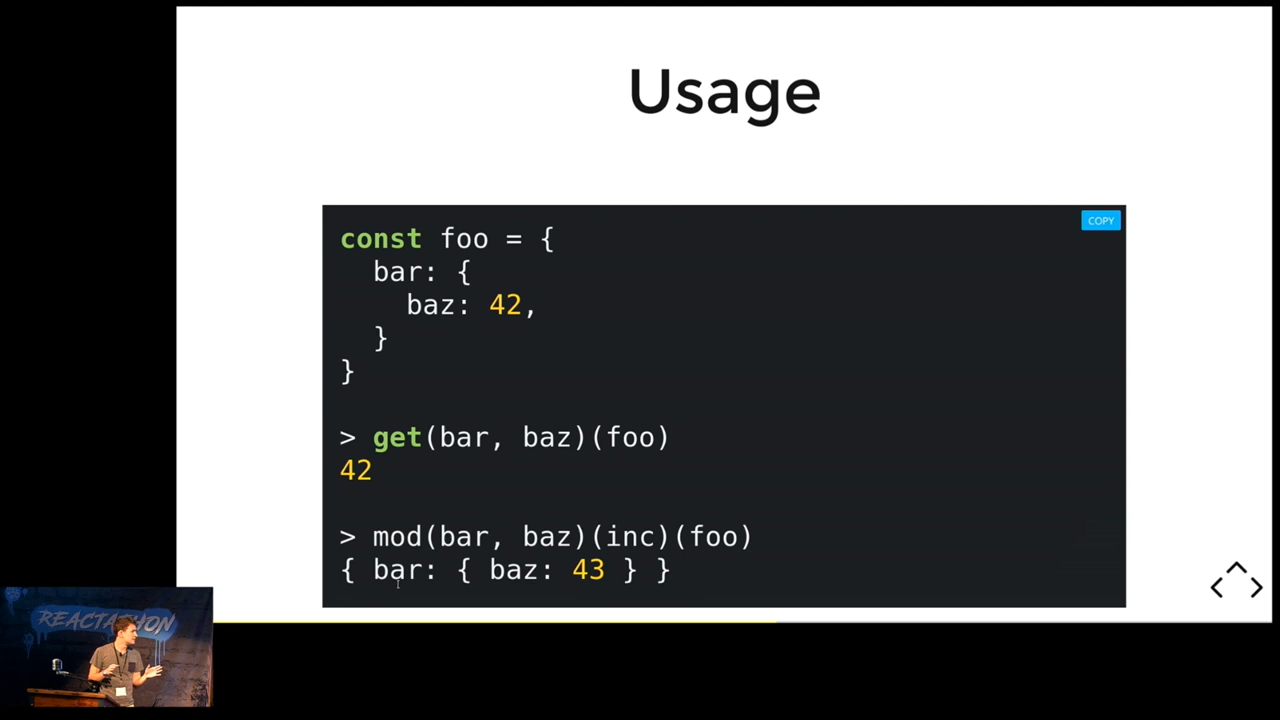 Usage
COPY
const foo = {
  bar: {
    baz: 42,
  }
}
> get(bar, baz)(foo)
42
> mod(bar, baz)(inc)(foo)
{ bar: { baz: 43 } }
REACTATHON